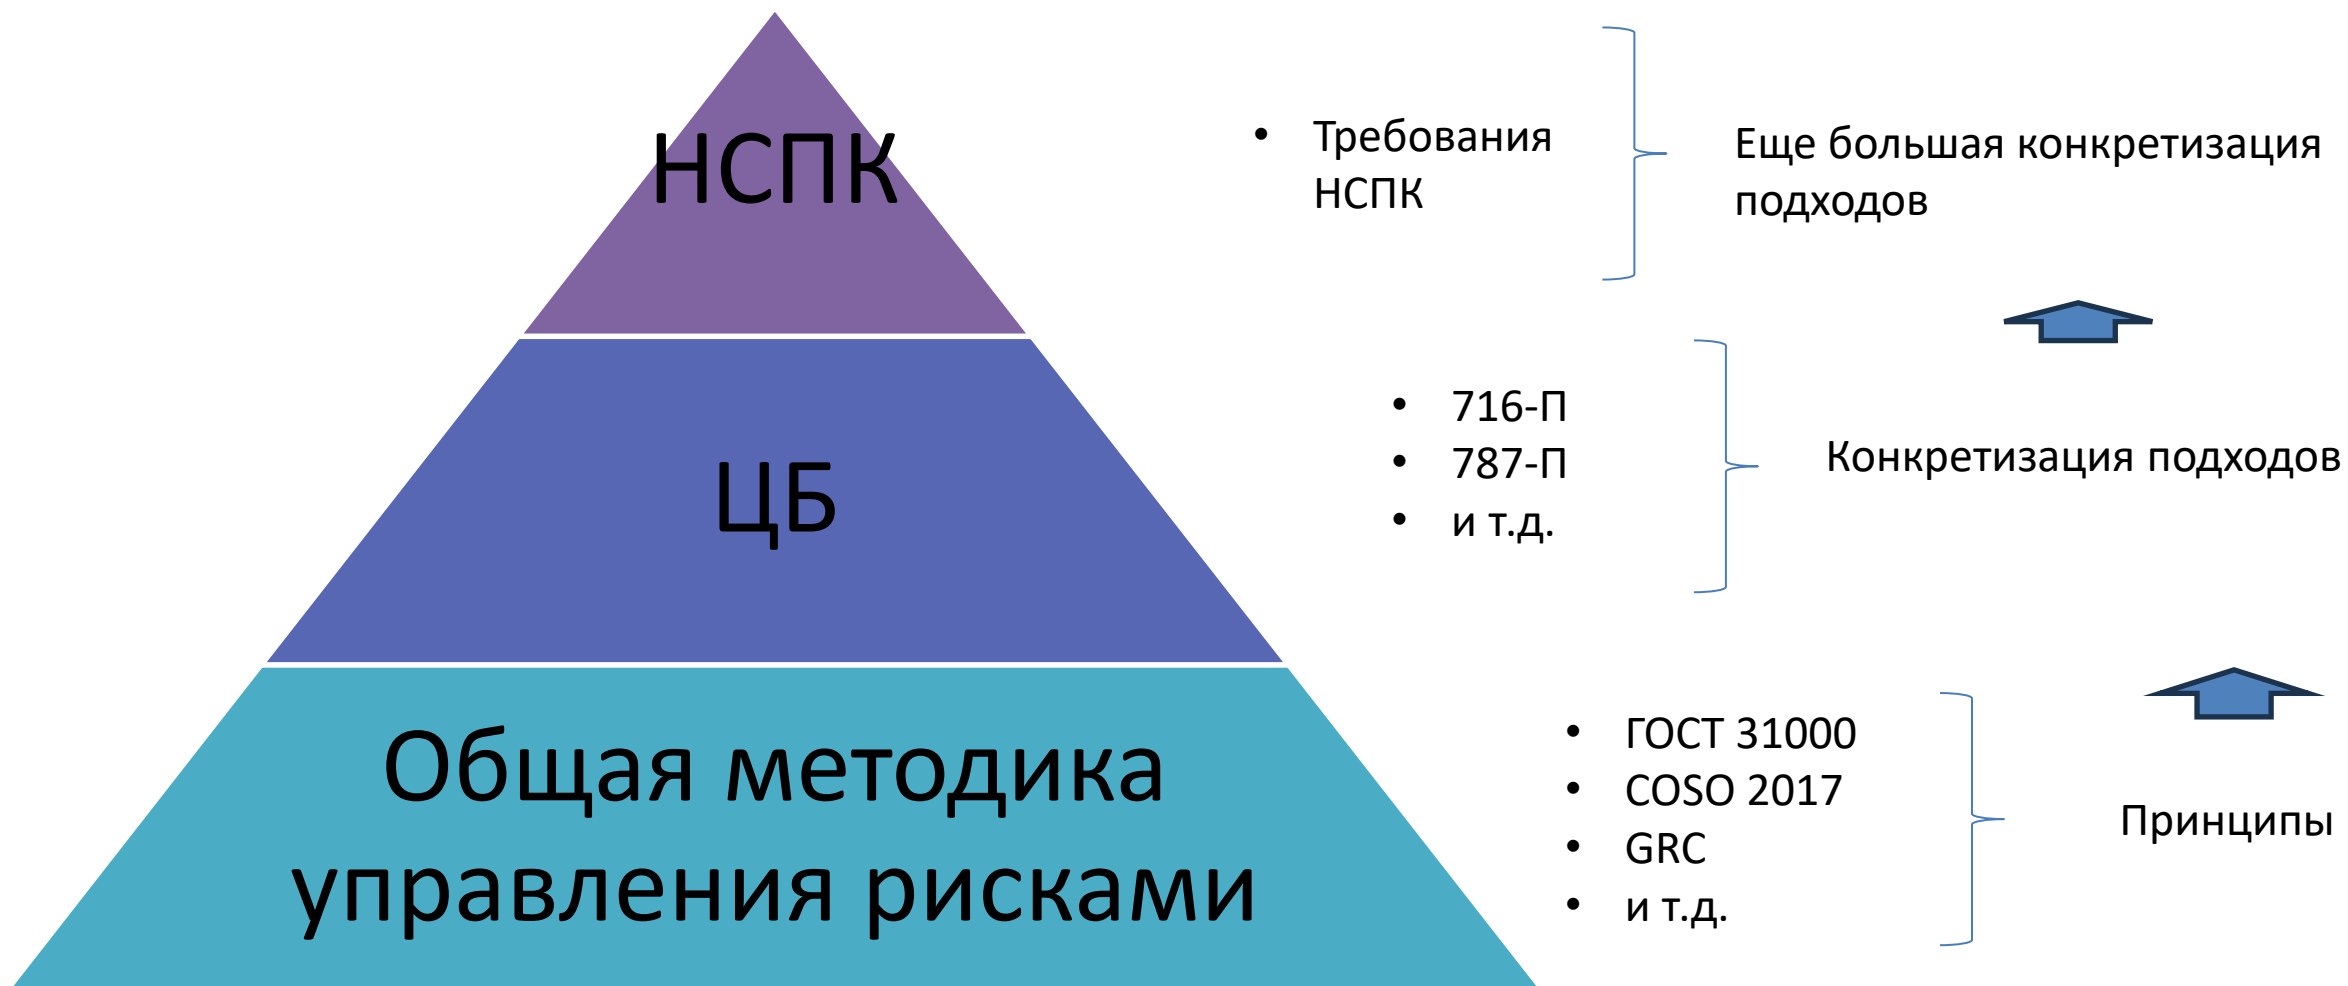 НСПК
• Требования
НСПК
Еще большая конкретизация
подходов
ЦБ
• 716-П
• 787-П
• и т.д.
Конкретизация подходов
Общая методика
управления рисками
• ГОСТ 31000
• COSO 2017
• GRC
• и т.д.
Принципы